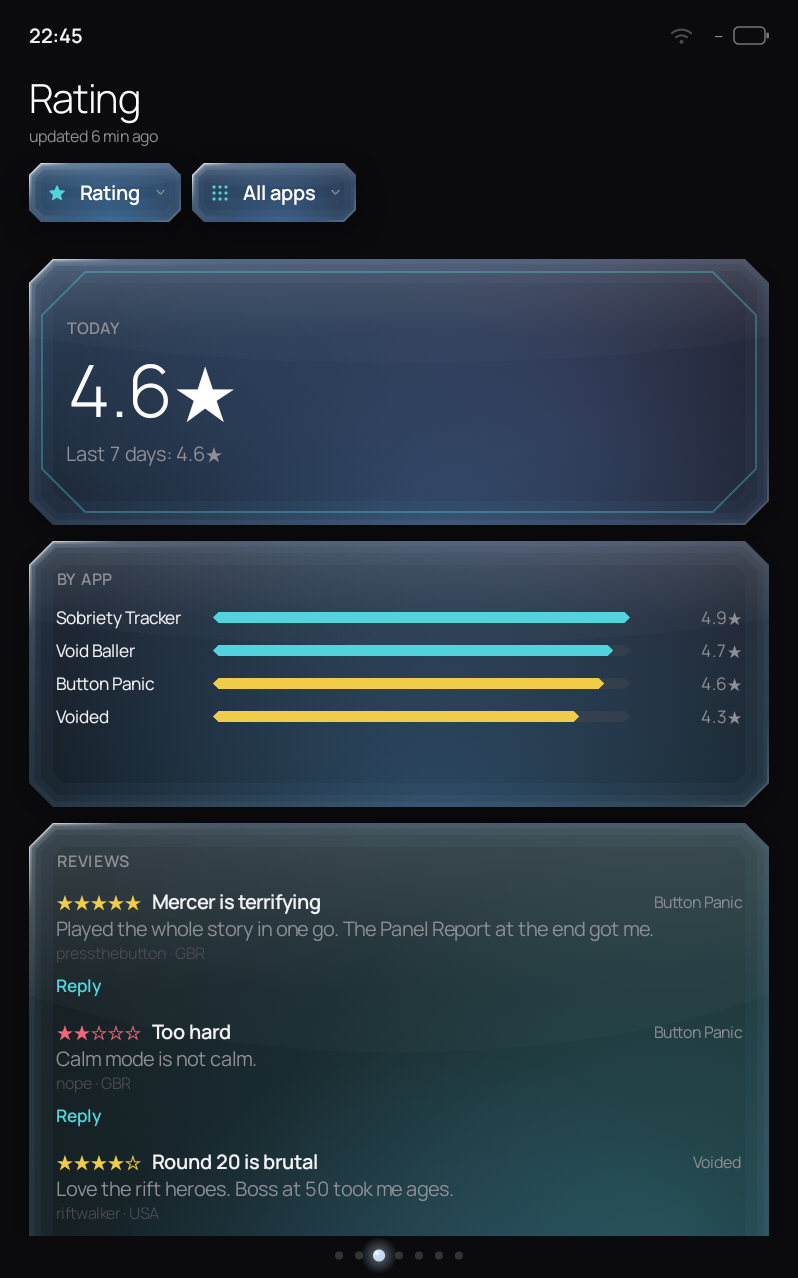 22:45
Rating
updated 6 min ago
Rating
All apps
TODAY
4.6★
Last 7 days: 4.6★
BY APP
Sobriety Tracker 4.9★
Void Baller 4.7★
Button Panic 4.6★
Voided 4.3★
REVIEWS
★★★★★ Mercer is terrifying Button Panic
Played the whole story in one go. The Panel Report at the end got me.
pressthebutton · GBR
Reply
★★☆☆☆ Too hard Button Panic
Calm mode is not calm.
nope · GBR
Reply
★★★★☆ Round 20 is brutal Voided
Love the rift heroes. Boss at 50 took me ages.
riftwalker · USA